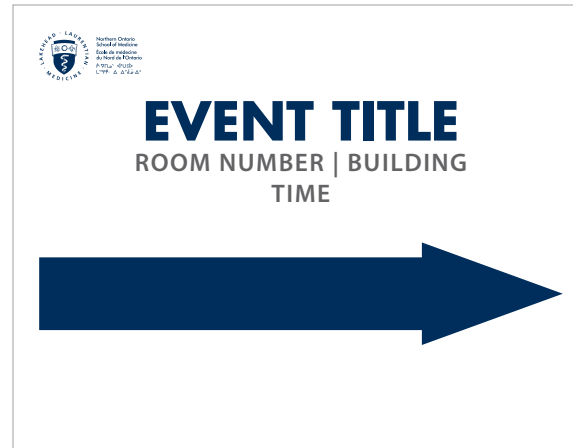 LAKEHEAD · LAURENTIAN
· MEDICINE ·
Northern Ontario
School of Medicine
École de médecine
du Nord de l'Ontario
EVENT TITLE
ROOM NUMBER | BUILDING
TIME